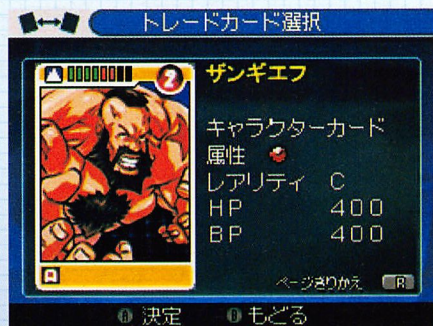 トレードカード選択
2
ザンギエフ
キャラクターカード
属性
レアリティ C
HP 400
BP 400
A
ページきりかえ R
A 決定 B もどる